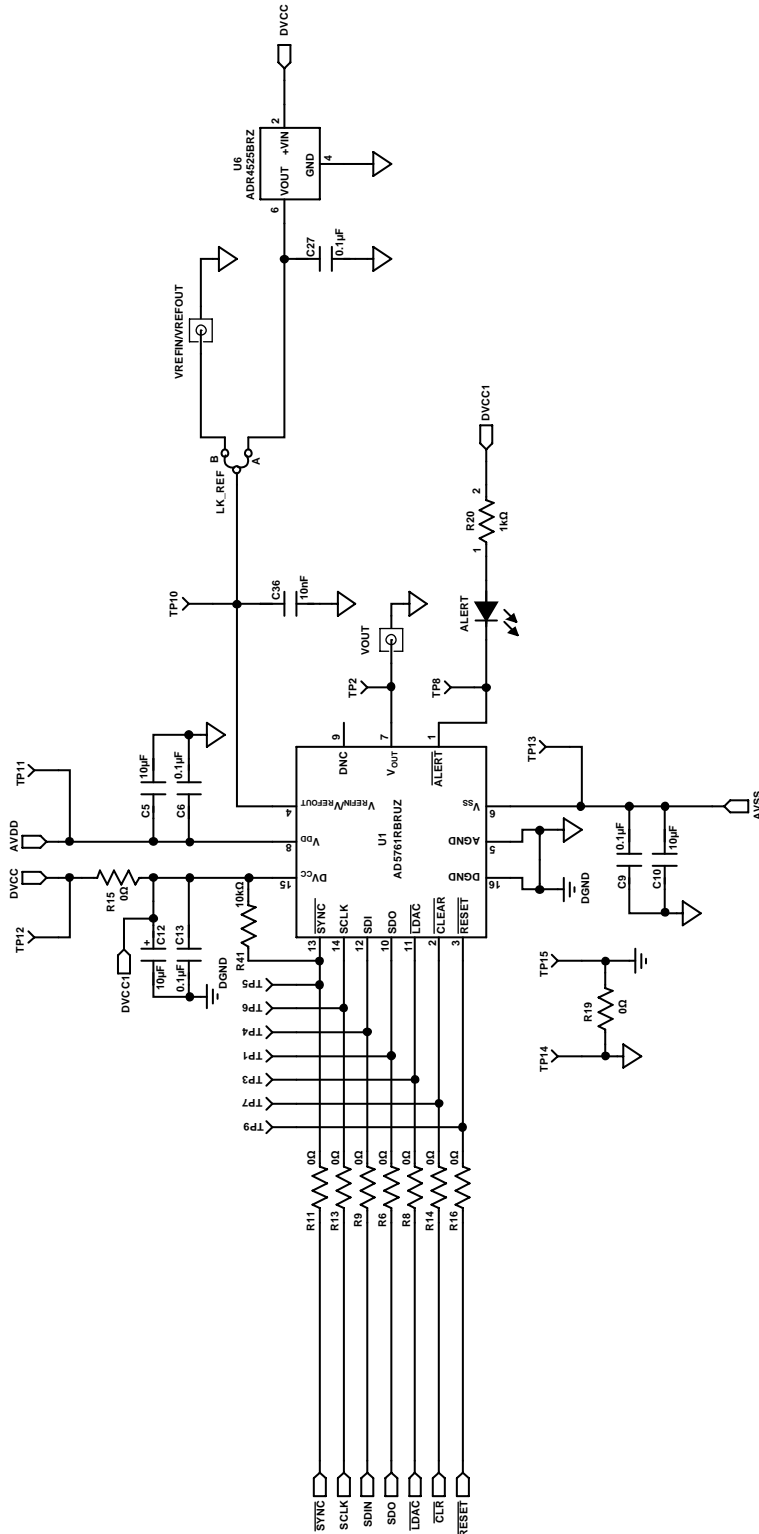 DVCC
2
U6
ADR4525BRZ
+VIN
VOUT
GND
4
6
C27
0.1µF
VREFIN/VREFOUT
B
A
LK_REF
DVCC1
2
R20
1kΩ
1
ALERT
TP10
C36
10nF
VOUT
TP2
TP8
TP11
AVDD
10µF
C5
0.1µF
C6
TP12
DVCC
R15
0Ω
DVCC1
+
C12
10µF
C13
0.1µF
DGND
10kΩ
R41
9
7
1
DNC
VOUT
ALERT
4
8
15
VREFIN/VREFOUT
VDD
DVCC
U1
AD5761RBRUZ
VSS
AGND
DGND
6
5
16
SYNC
SCLK
SDI
SDO
LDAC
CLEAR
RESET
13
14
12
10
11
2
3
TP13
0.1µF
C9
10µF
C10
AVSS
DGND
TP5
TP6
TP4
TP1
TP3
TP7
TP9
TP15
R19
0Ω
TP14
R11
0Ω
R13
0Ω
R9
0Ω
R6
0Ω
R8
0Ω
R14
0Ω
R16
0Ω
SYNC
SCLK
SDIN
SDO
LDAC
CLR
RESET